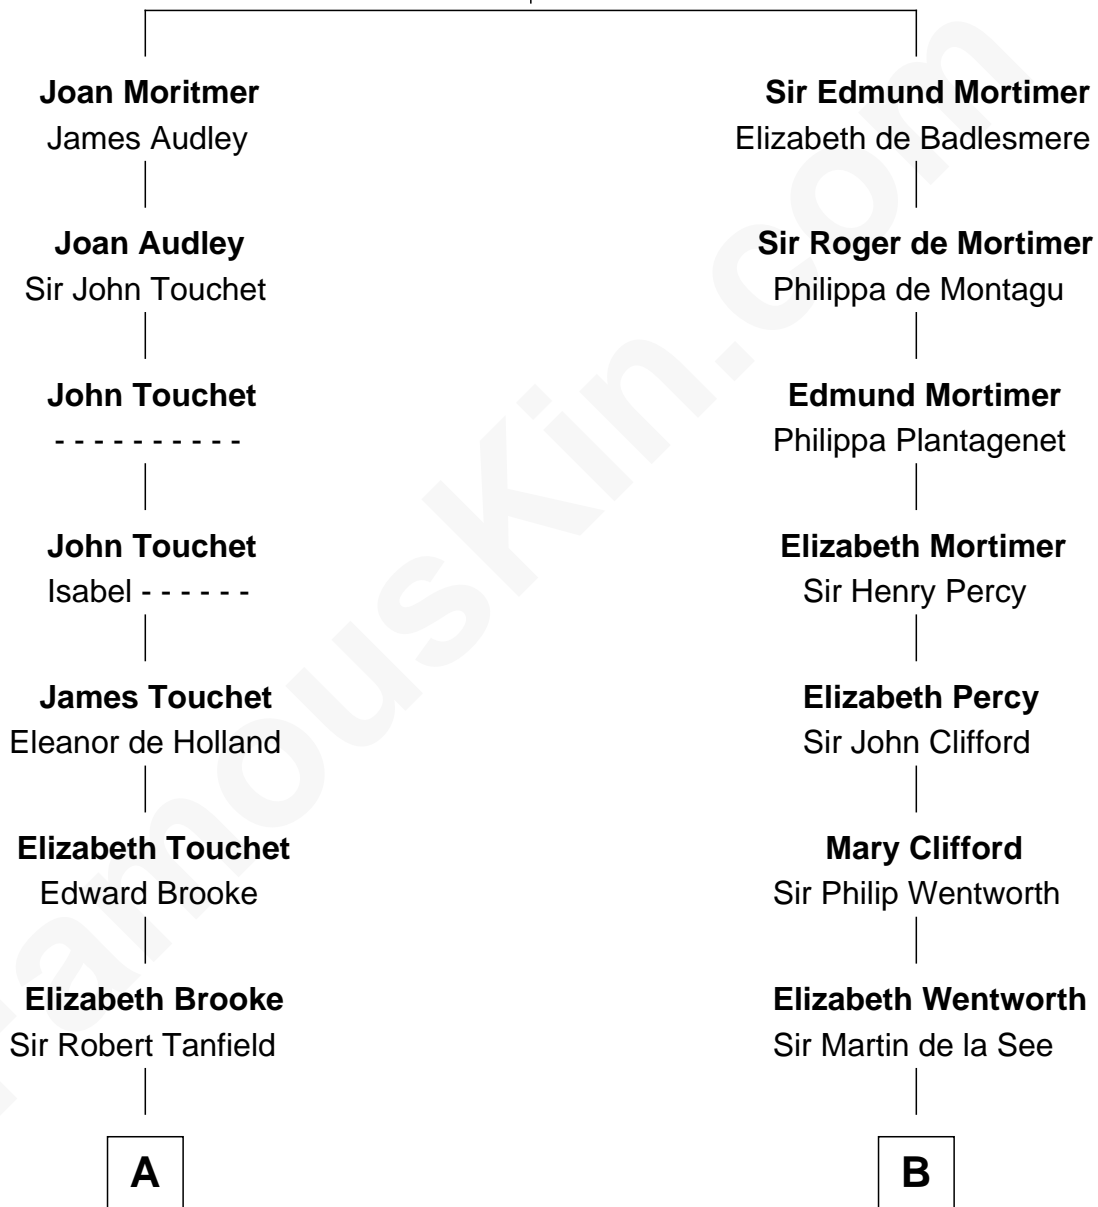 Joan Moritmer
James Audley
Joan Audley
Sir John Touchet
John Touchet
- - - - - - - - - -
John Touchet
Isabel - - - - - -
James Touchet
Eleanor de Holland
Elizabeth Touchet
Edward Brooke
Elizabeth Brooke
Sir Robert Tanfield
A
Sir Edmund Mortimer
Elizabeth de Badlesmere
Sir Roger de Mortimer
Philippa de Montagu
Edmund Mortimer
Philippa Plantagenet
Elizabeth Mortimer
Sir Henry Percy
Elizabeth Percy
Sir John Clifford
Mary Clifford
Sir Philip Wentworth
Elizabeth Wentworth
Sir Martin de la See
B
FamousKin.com